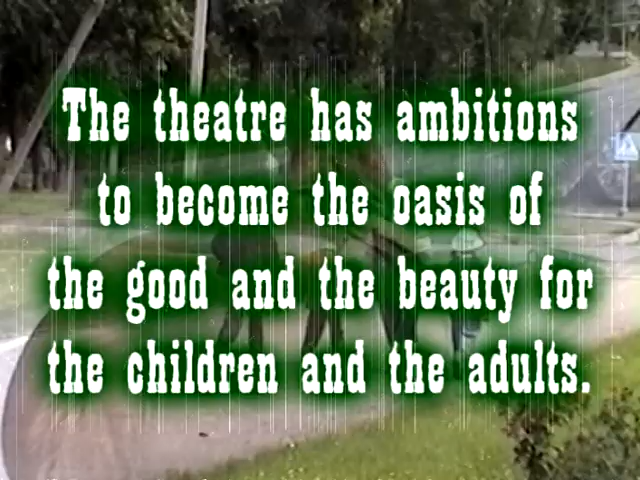 The theatre has ambitions
to become the oasis of
the good and the beauty for
the children and the adults.